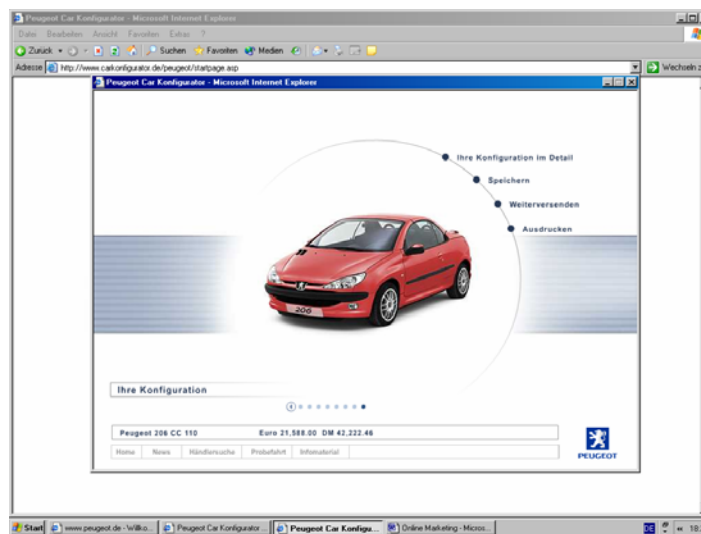 Peugeot Car Konfigurator - Microsoft Internet Explorer
Datei Bearbeiten Ansicht Favoriten Extras ?
Zurück Suchen Favoriten Medien
Adresse http://www.carkonfigurator.de/peugeot/startpage.asp Wechseln z
Peugeot Car Konfigurator - Microsoft Internet Explorer
Ihre Konfiguration im Detail
Speichern
Weiterversenden
Ausdrucken
206
Ihre Konfiguration
Peugeot 206 CC 110 Euro 21,588.00 DM 42,222.46
Home News Händlersuche Probefahrt Infomaterial
PEUGEOT
Start www.peugeot.de - Willko... Peugeot Car Konfigurator ... Peugeot Car Konfigu... Online Marketing - Micros... DE « 18: